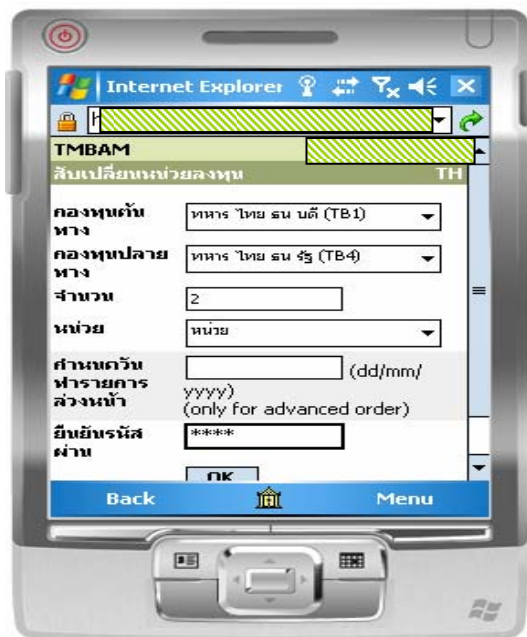 Internet Explorer
TMBAM
สับเปลี่ยนหน่วยลงทุน TH
กองทุนต้น
ทาง
ทหาร ไทย ธน บดี (TB1)
กองทุนปลาย
ทาง
ทหาร ไทย ธน รัฐ (TB4)
จำนวน
2
หน่วย
หน่วย
กำหนดวัน
ทำรายการ
ล่วงหน้า
(dd/mm/
yyyy)
(only for advanced order)
ยืนยันรหัส
ผ่าน
****
OK
Back Menu